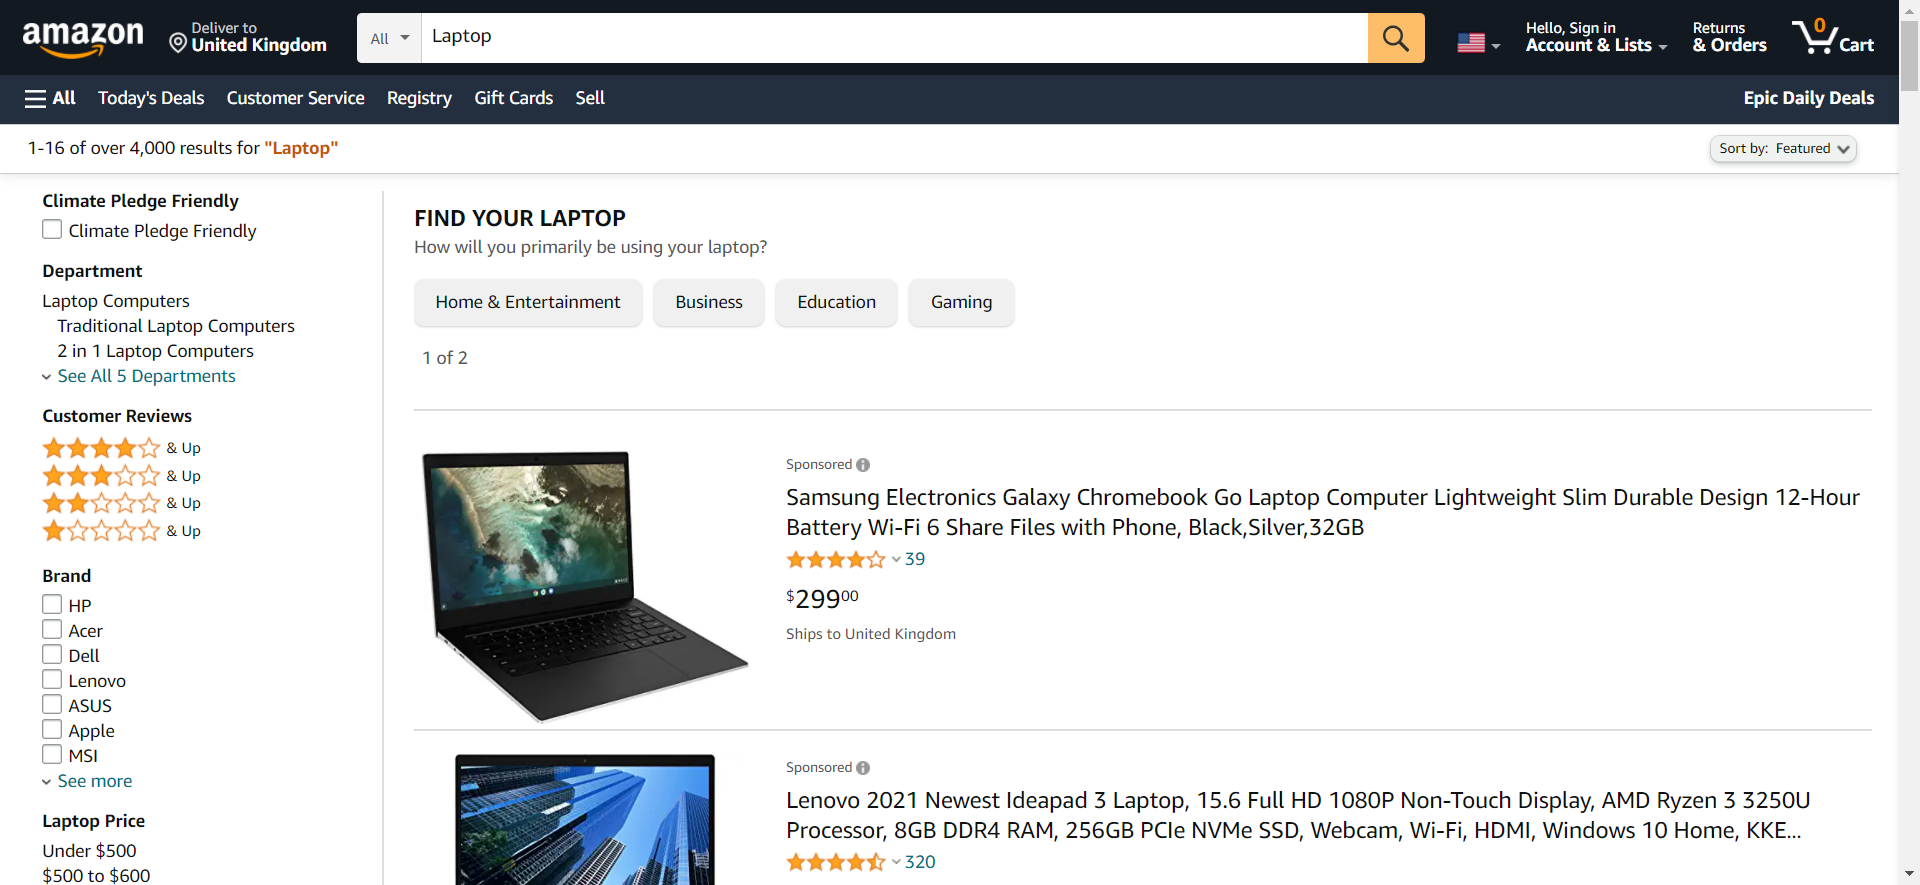 amazon
Deliver to
United Kingdom
All
Laptop
Hello, Sign in
Account & Lists
Returns
& Orders
0
Cart
All
Today's Deals
Customer Service
Registry
Gift Cards
Sell
Epic Daily Deals
1-16 of over 4,000 results for "Laptop"
Sort by: Featured
Climate Pledge Friendly
Climate Pledge Friendly
Department
Laptop Computers
Traditional Laptop Computers
2 in 1 Laptop Computers
See All 5 Departments
Customer Reviews
& Up
& Up
& Up
& Up
Brand
HP
Acer
Dell
Lenovo
ASUS
Apple
MSI
See more
Laptop Price
Under $500
$500 to $600
FIND YOUR LAPTOP
How will you primarily be using your laptop?
Home & Entertainment
Business
Education
Gaming
1 of 2
Sponsored
Samsung Electronics Galaxy Chromebook Go Laptop Computer Lightweight Slim Durable Design 12-Hour
Battery Wi-Fi 6 Share Files with Phone, Black,Silver,32GB
39
$29900
Ships to United Kingdom
Sponsored
Lenovo 2021 Newest Ideapad 3 Laptop, 15.6 Full HD 1080P Non-Touch Display, AMD Ryzen 3 3250U
Processor, 8GB DDR4 RAM, 256GB PCIe NVMe SSD, Webcam, Wi-Fi, HDMI, Windows 10 Home, KKE...
320